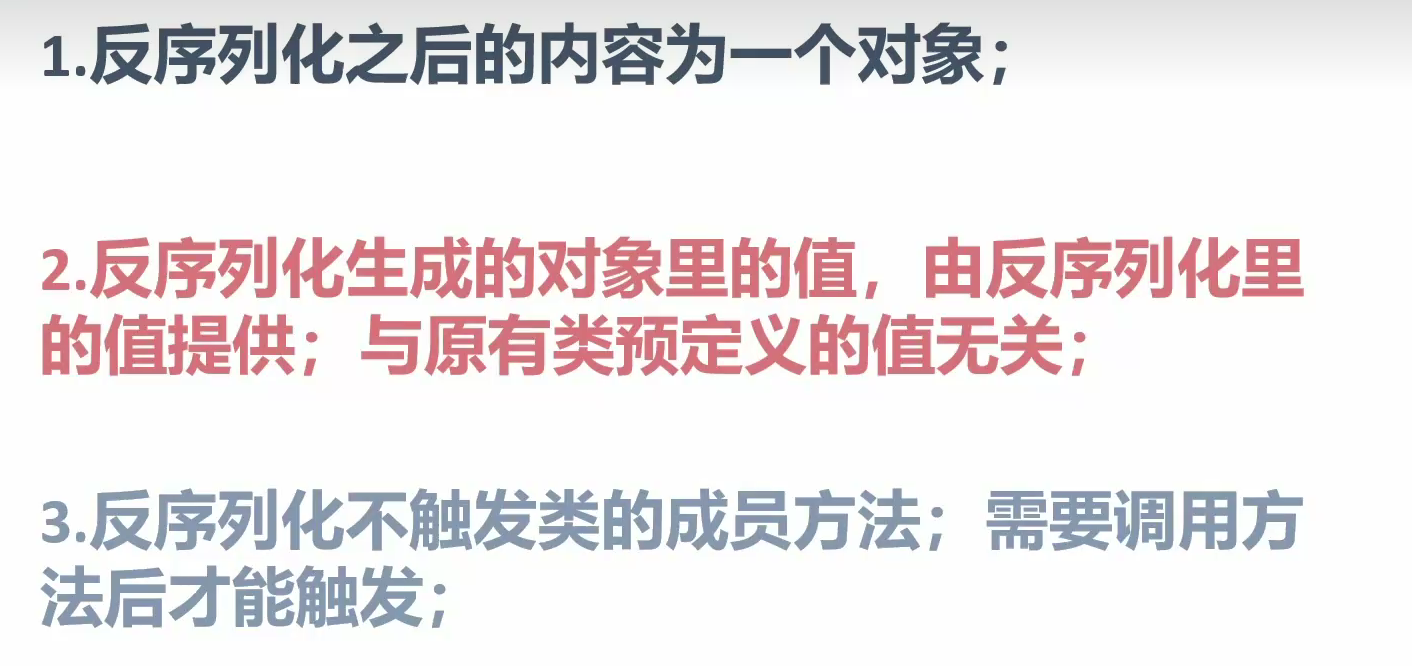 1.反序列化之后的内容为一个对象；
2.反序列化生成的对象里的值，由反序列化里
的值提供；与原有类预定义的值无关；
3.反序列化不触发类的成员方法；需要调用方
法后才能触发；